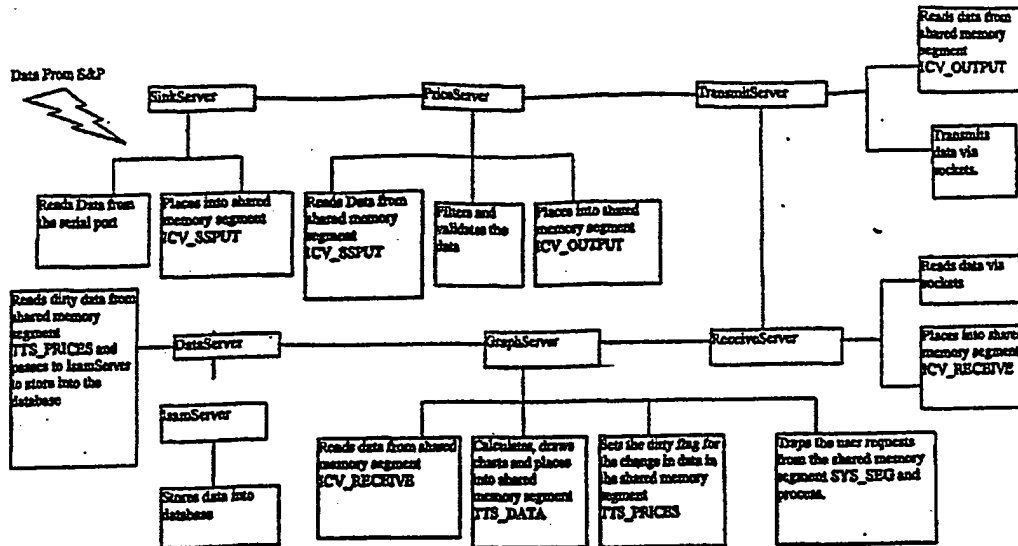 Data From S&P
SinkServer
PriceServer
TransmitServer
Reads data from
shared memory
segment
ICV_OUTPUT
Transmits
data via
sockets.
Reads Data from
the serial port
Places into shared
memory segment
ICV_SSPUT
Reads Data from
shared memory
segment
ICV_SSPUT
Filters and
validates the
data
Places into shared
memory segment
ICV_OUTPUT
Reads data via
sockets
Places into shared
memory segment
ICV_RECEIVE
Reads dirty data from
shared memory
segment
TTS_PRICES and
passes to IsamServer
to store into the
database
DataServer
GraphServer
ReceiveServer
IsamServer
Stores data into
database
Reads data from shared
memory segment
ICV_RECEIVE
Calculates, draws
charts and places
into shared
memory segment
TTS_DATA
Sets the dirty flag for
the change in data in
the shared memory
segment
TTS_PRICES
Traps the user requests
from the shared memory
segment SYS_SEG and
process.